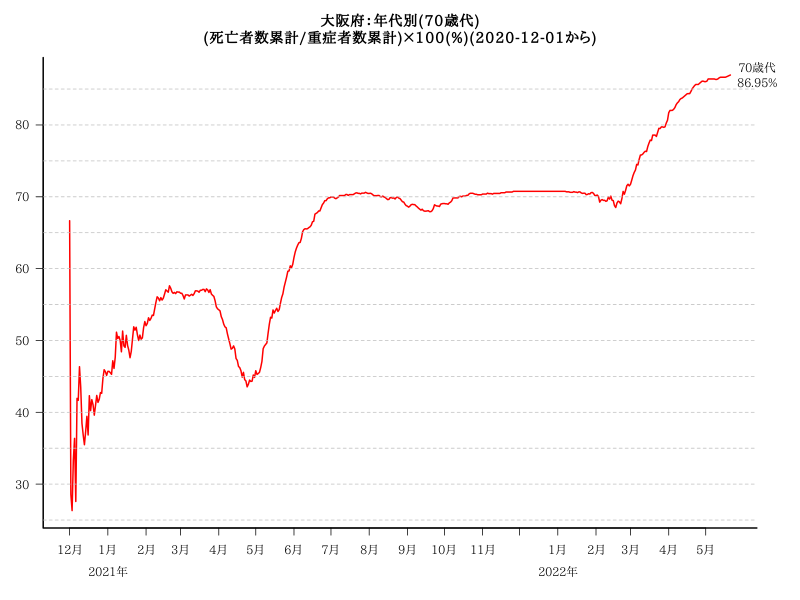 大阪府：年代別(70歳代)
(死亡者数累計/重症者数累計)×100(%)(2020-12-01から)
70歳代
86.95%
80
70
60
50
40
30
12月 1月 2月 3月 4月 5月 6月 7月 8月 9月 10月 11月 1月 2月 3月 4月 5月
2021年 2022年